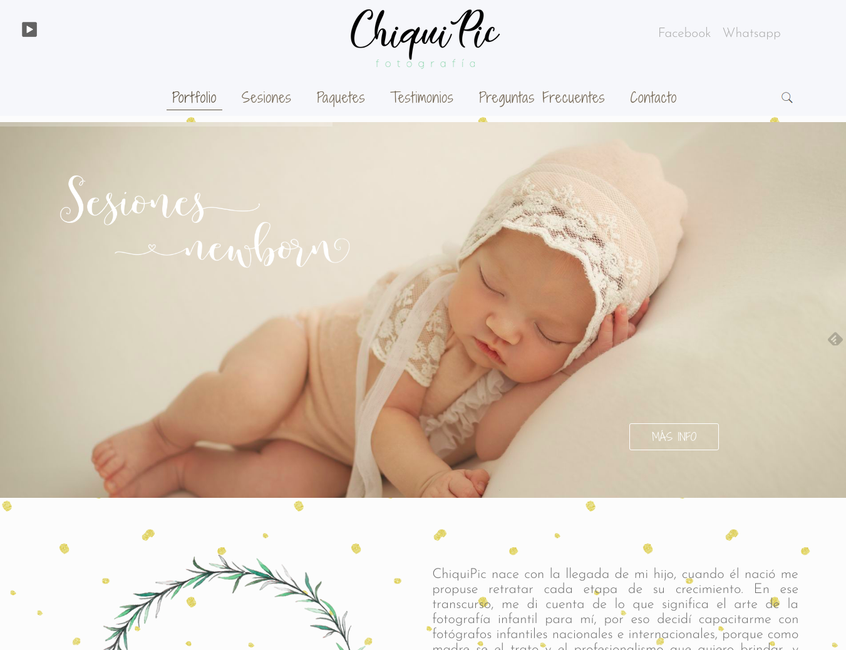 ChiquiPic
fotografía
Facebook Whatsapp
Portfolio Sesiones Paquetes Testimonios Preguntas Frecuentes Contacto
Sesiones
newborn
MÁS INFO
ChiquiPic nace con la llegada de mi hijo, cuando él nació me
propuse retratar cada etapa de su crecimiento. En ese
transcurso, me di cuenta de lo que significa el arte de la
fotografía infantil para mí, por eso decidí capacitarme con
fotógrafos infantiles nacionales e internacionales, porque como
madre se el trato y el profesionalismo que quiero brindar, y